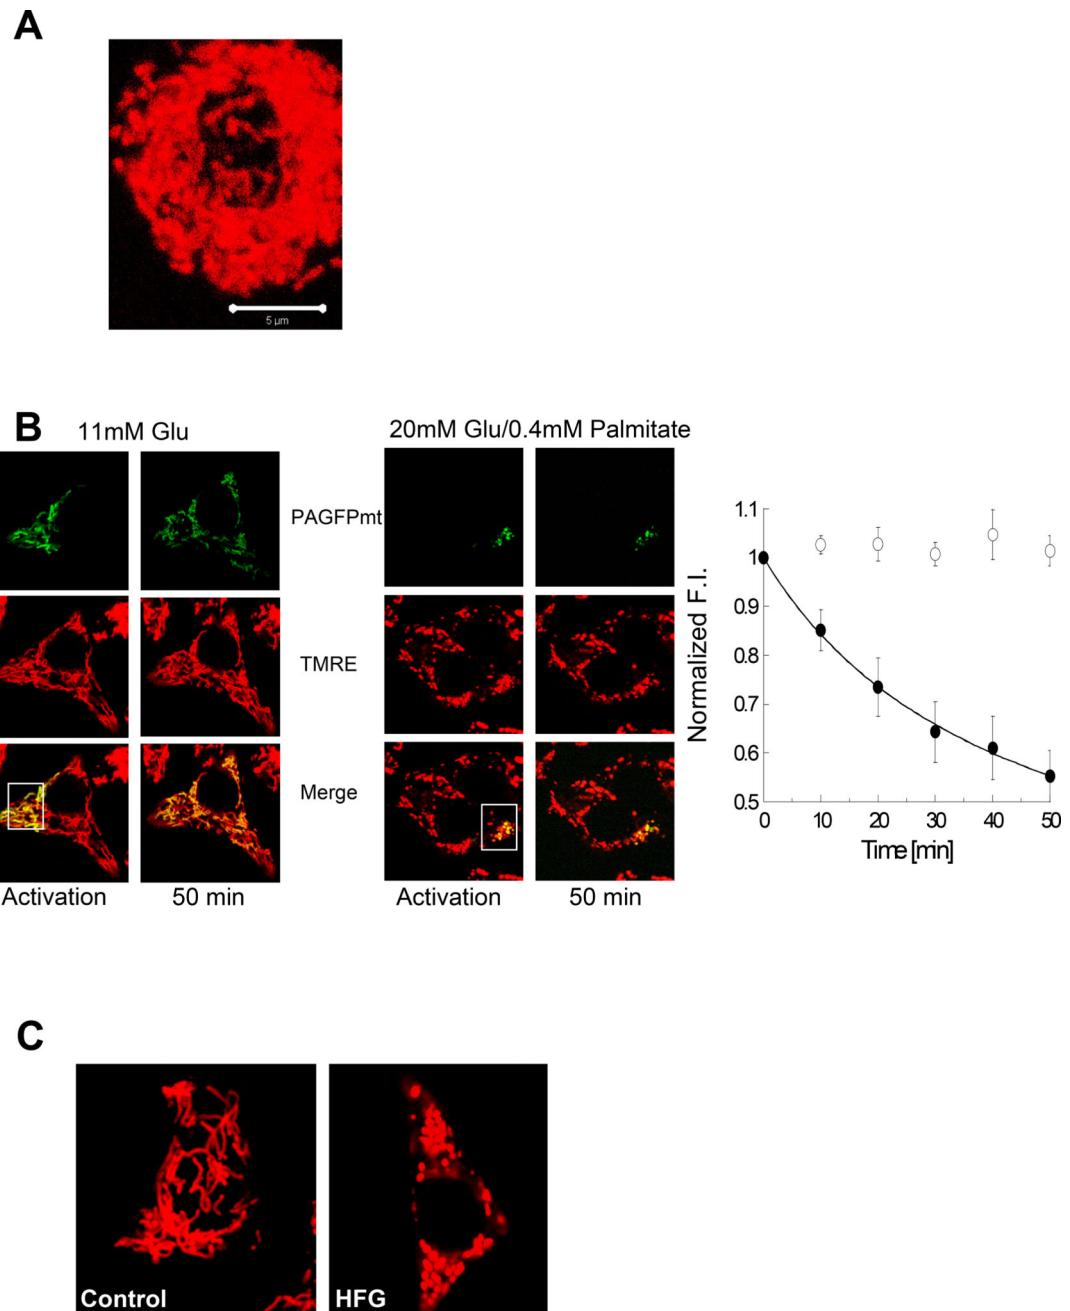 A
5 µm
B
11mM Glu
20mM Glu/0.4mM Palmitate
PAGFPmt
TMRE
Merge
Activation
50 min
Activation
50 min
Normalized F.I.
1.1
1
0.9
0.8
0.7
0.6
0.5
0 10 20 30 40 50
Time [min]
C
Control
HFG